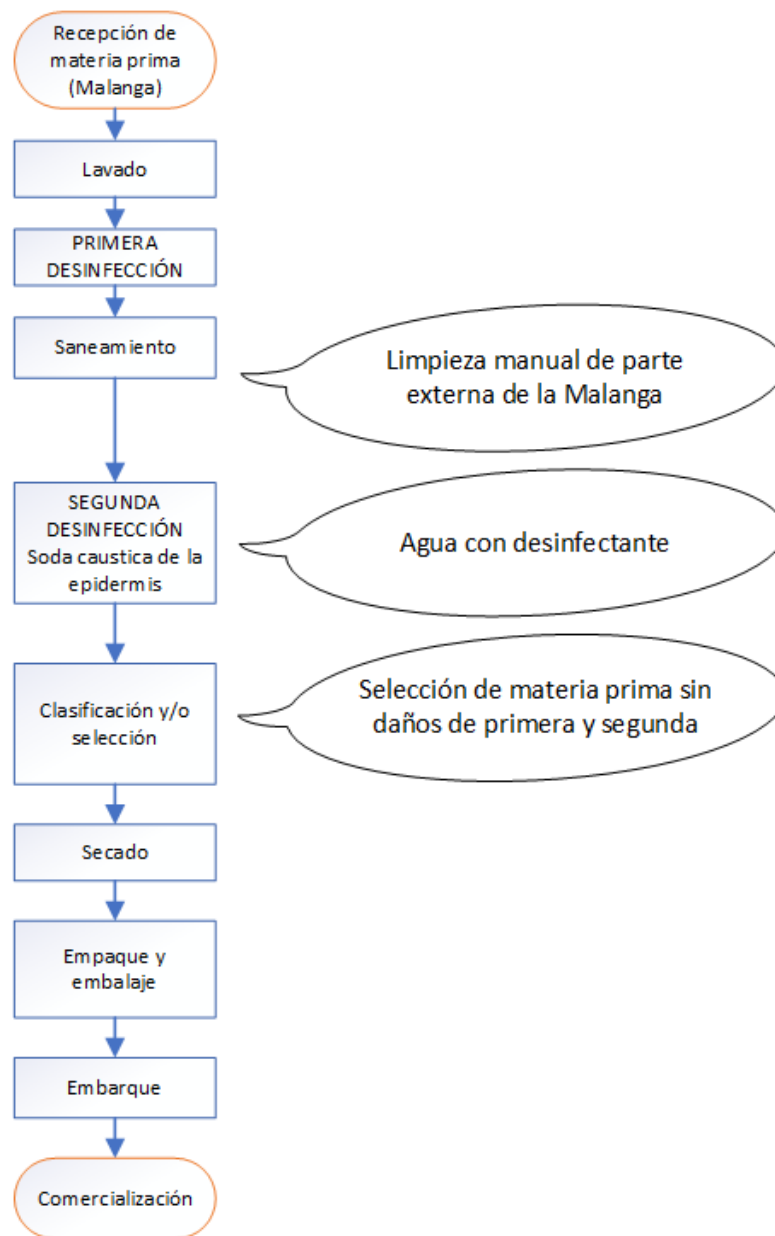 Recepción de
materia prima
(Malanga)
Lavado
PRIMERA
DESINFECCIÓN
Saneamiento
Limpieza manual de parte
externa de la Malanga
SEGUNDA
DESINFECCIÓN
Soda caustica de la
epidermis
Agua con desinfectante
Clasificación y/o
selección
Selección de materia prima sin
daños de primera y segunda
Secado
Empaque y
embalaje
Embarque
Comercialización